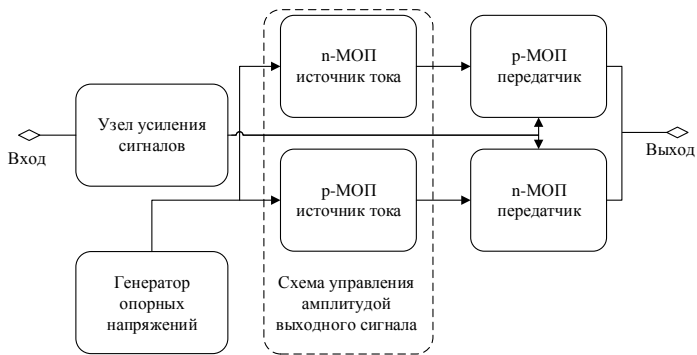 n-МОП
источник тока
p-МОП
передатчик
Узел усиления
сигналов
Вход
Выход
p-МОП
источник тока
n-МОП
передатчик
Генератор
опорных
напряжений
Схема управления
амплитудой
выходного сигнала